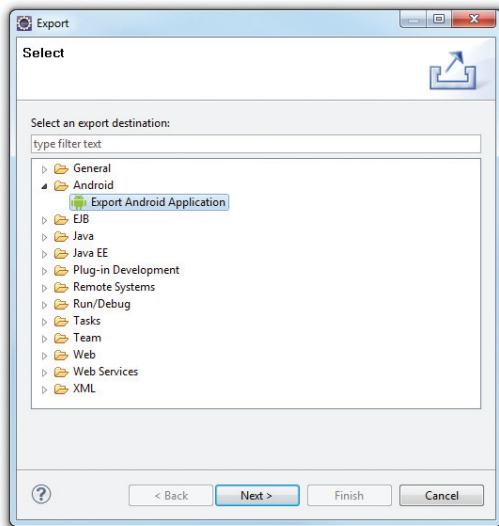 Export
Select
Select an export destination:
type filter text
General
Android
Export Android Application
EJB
Java
Java EE
Plug-in Development
Remote Systems
Run/Debug
Tasks
Team
Web
Web Services
XML
?
< Back Next > Finish Cancel